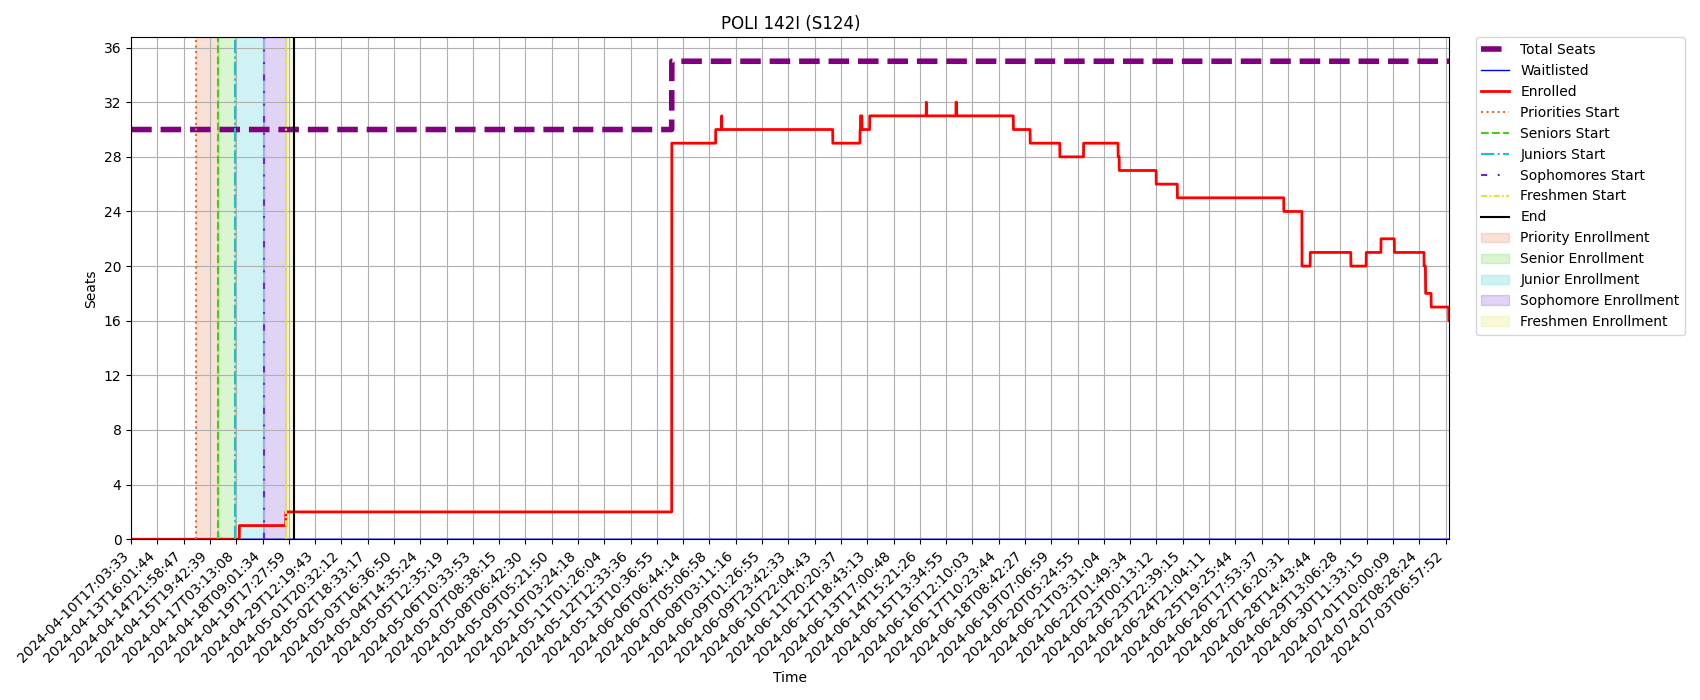 POLI 142I (S124)
36
32
28
24
20
16
12
8
4
0
Seats
2024-04-10T17:03:33
2024-04-13T16:01:44
2024-04-14T21:58:47
2024-04-15T19:42:39
2024-04-17T03:13:08
2024-04-18T09:01:34
2024-04-19T17:27:59
2024-04-29T12:19:43
2024-05-01T20:32:12
2024-05-02T18:33:17
2024-05-03T16:36:50
2024-05-04T14:35:24
2024-05-05T12:35:19
2024-05-06T10:33:53
2024-05-07T08:38:15
2024-05-08T06:42:30
2024-05-09T05:21:50
2024-05-10T03:24:18
2024-05-11T01:26:04
2024-05-12T12:33:36
2024-05-13T10:36:55
2024-06-06T06:44:14
2024-06-07T05:06:58
2024-06-08T03:11:16
2024-06-09T01:26:55
2024-06-09T23:42:33
2024-06-10T22:04:43
2024-06-11T20:20:37
2024-06-12T18:43:13
2024-06-13T17:00:48
2024-06-14T15:21:26
2024-06-15T13:34:55
2024-06-16T12:10:03
2024-06-17T10:23:44
2024-06-18T08:42:27
2024-06-19T07:06:59
2024-06-20T05:24:55
2024-06-21T03:31:04
2024-06-22T01:49:34
2024-06-23T00:13:12
2024-06-23T22:39:15
2024-06-24T21:04:11
2024-06-25T19:25:44
2024-06-26T17:53:37
2024-06-27T16:20:31
2024-06-28T14:43:44
2024-06-29T13:06:28
2024-06-30T11:33:15
2024-07-01T10:00:09
2024-07-02T08:28:24
2024-07-03T06:57:52
Time
Total Seats
Waitlisted
Enrolled
Priorities Start
Seniors Start
Juniors Start
Sophomores Start
Freshmen Start
End
Priority Enrollment
Senior Enrollment
Junior Enrollment
Sophomore Enrollment
Freshmen Enrollment